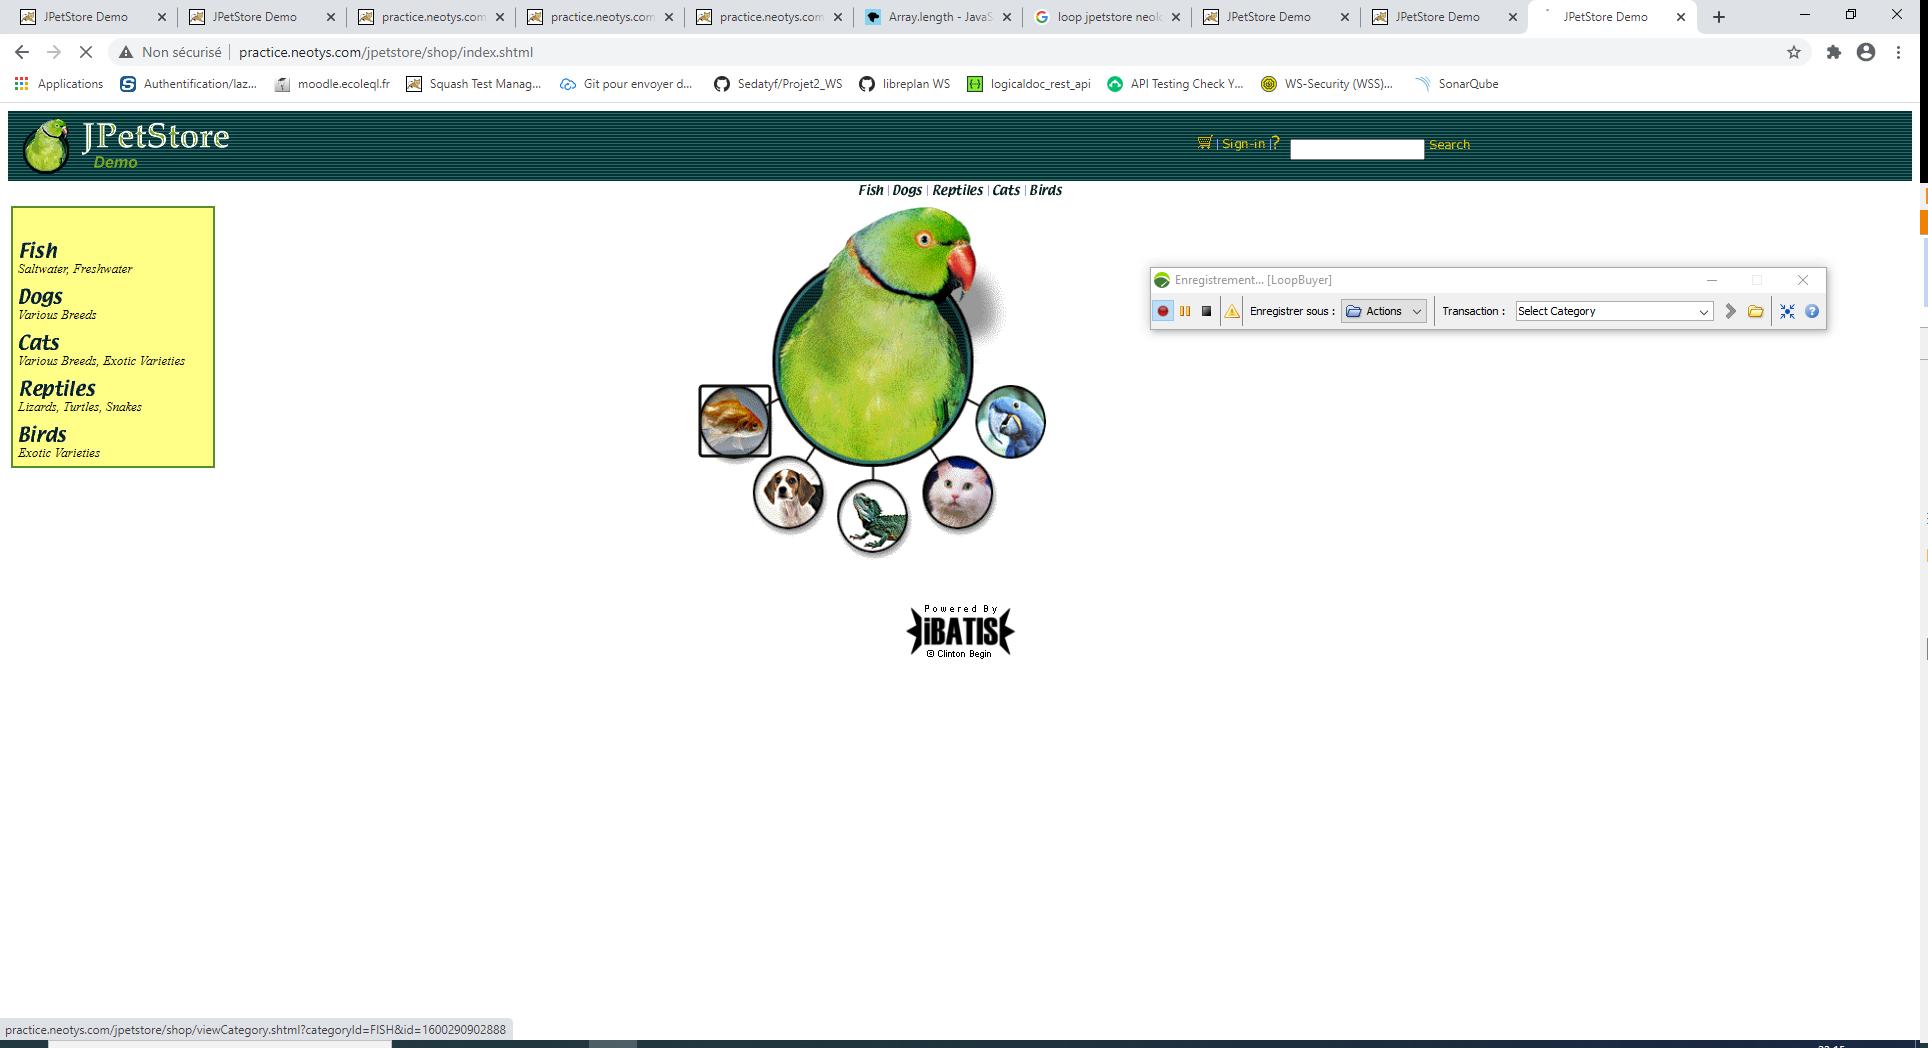 JPetStore Demo
JPetStore Demo
practice.neotys.com
practice.neotys.com
practice.neotys.com
Array.length - JavaS
loop jpetstore neolo
JPetStore Demo
JPetStore Demo
JPetStore Demo
Non sécurisé
practice.neotys.com/jpetstore/shop/index.shtml
Applications
Authentification/laz...
moodle.ecoleql.fr
Squash Test Manag...
Git pour envoyer d...
Sedatyf/Projet2_WS
libreplan WS
logicaldoc_rest_api
API Testing Check Y...
WS-Security (WSS)...
SonarQube
JPetStore
Demo
| Sign-in | ?
Search
Fish | Dogs | Reptiles | Cats | Birds
Fish
Saltwater, Freshwater
Dogs
Various Breeds
Cats
Various Breeds, Exotic Varieties
Reptiles
Lizards, Turtles, Snakes
Birds
Exotic Varieties
Enregistrement... [LoopBuyer]
Enregistrer sous :
Actions
Transaction :
Select Category
Powered By
iBATIS
© Clinton Begin
practice.neotys.com/jpetstore/shop/viewCategory.shtml?categoryId=FISH&id=1600290902888